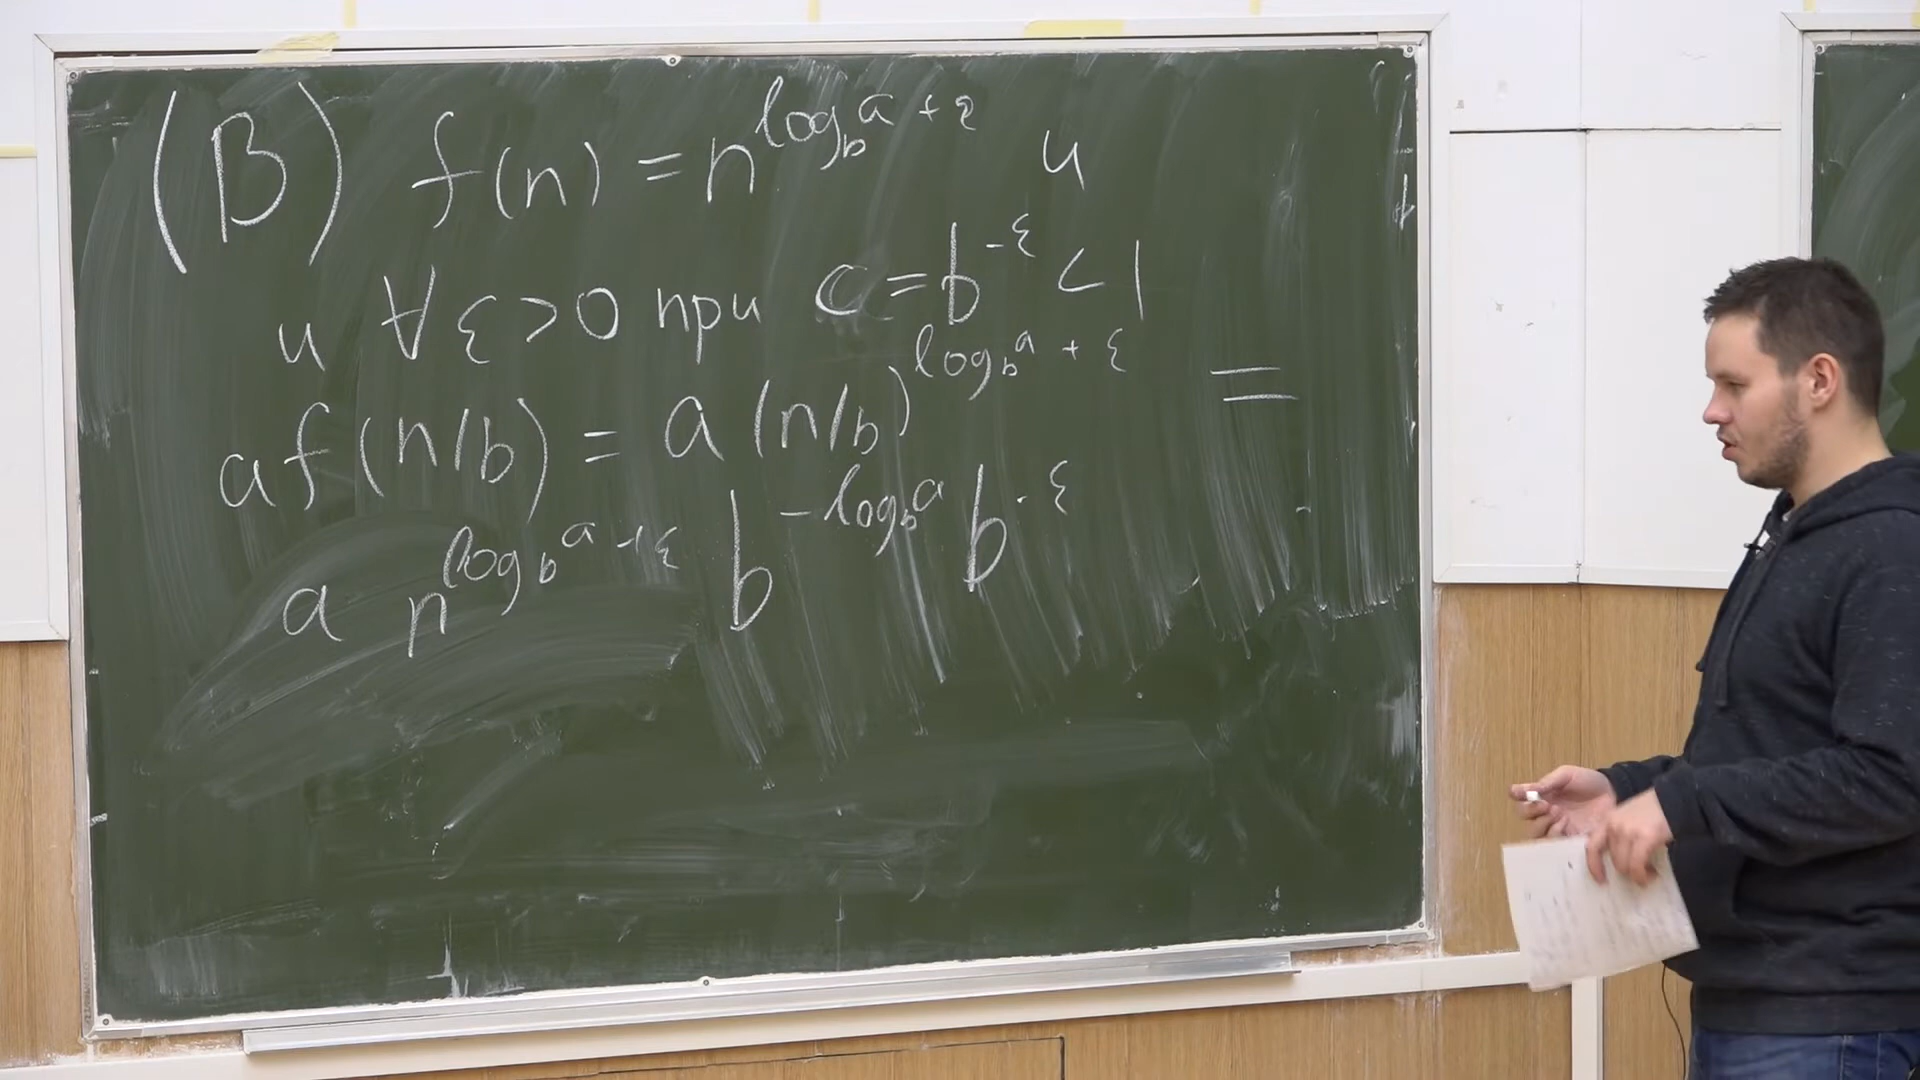 (В) f(n) = n^{log_b a + ε} и
и ∀ε>0 при c = b^{-ε} < 1
af(n/b) = a(n/b)^{log_b a + ε} =
a n^{log_b a + ε} b^{-log_b a} b^{-ε}